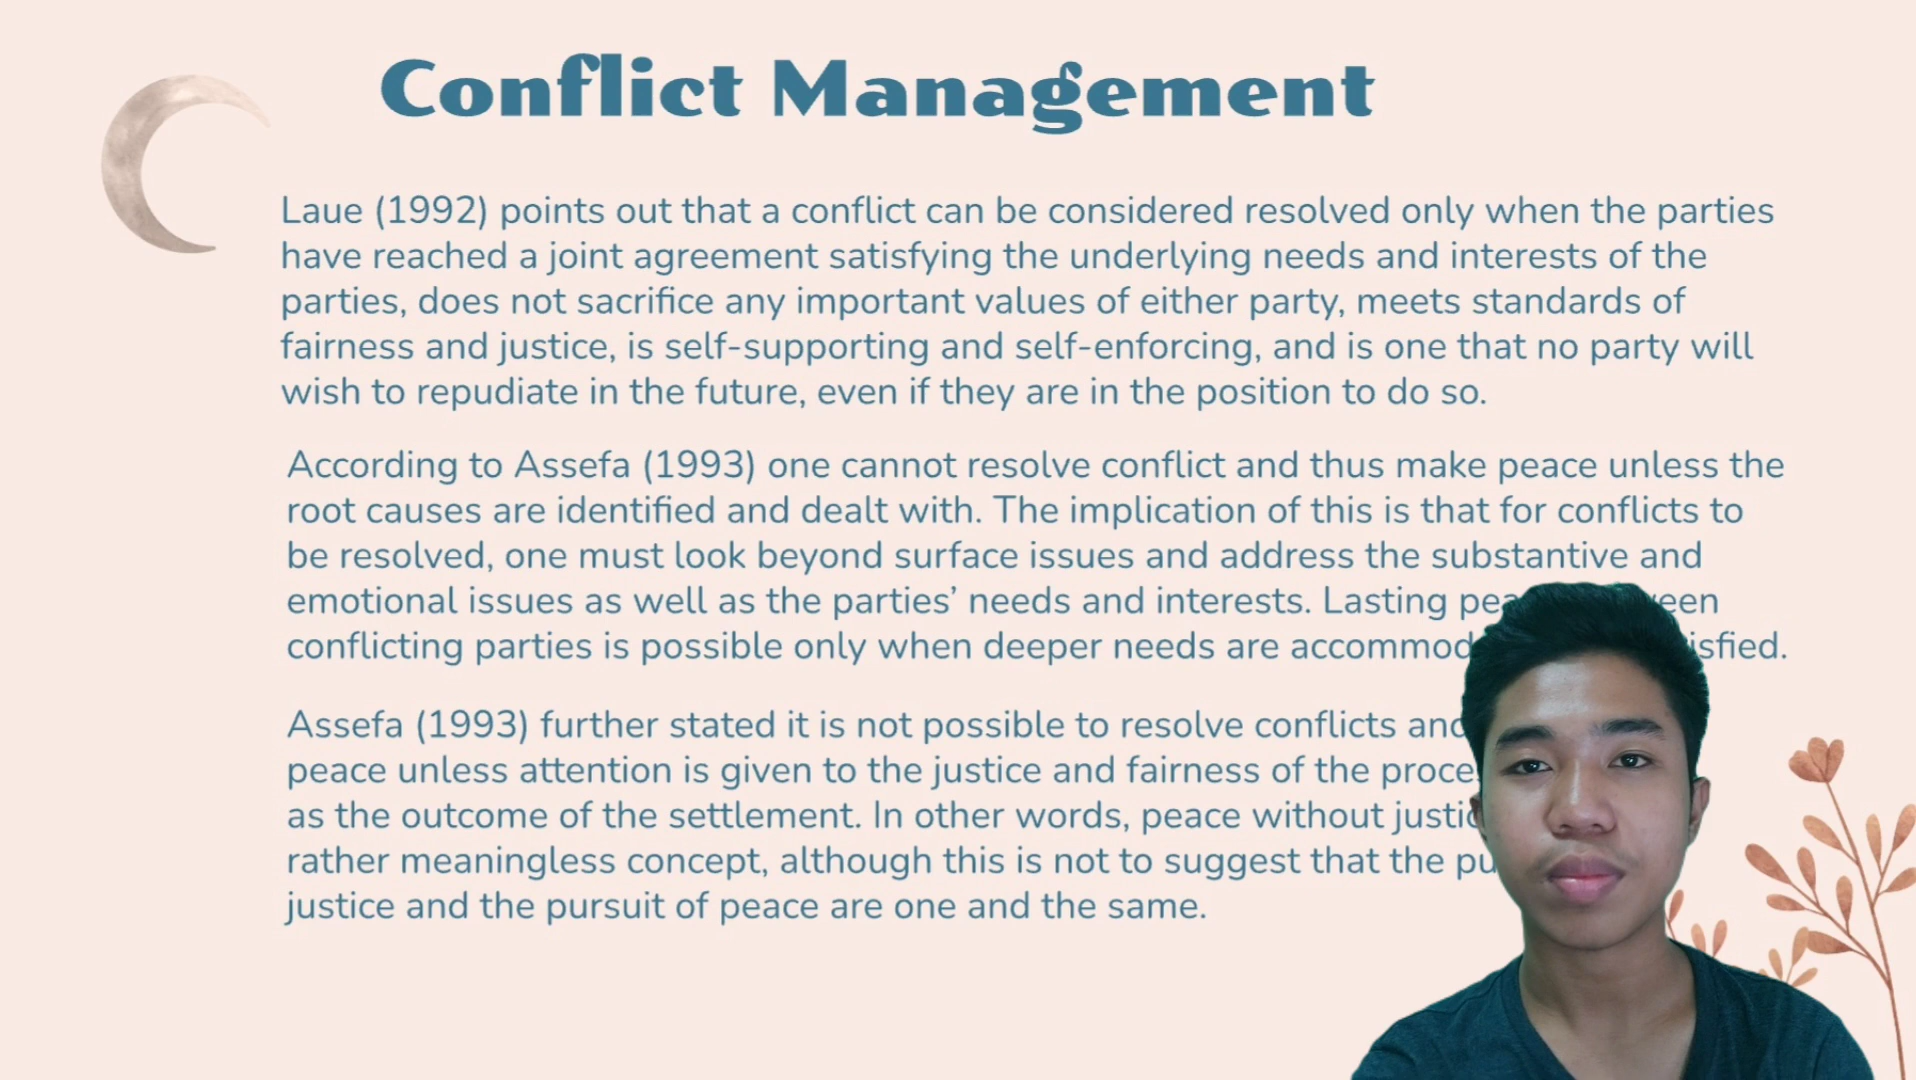 Conflict Management
Laue (1992) points out that a conflict can be considered resolved only when the parties
have reached a joint agreement satisfying the underlying needs and interests of the
parties, does not sacrifice any important values of either party, meets standards of
fairness and justice, is self-supporting and self-enforcing, and is one that no party will
wish to repudiate in the future, even if they are in the position to do so.
According to Assefa (1993) one cannot resolve conflict and thus make peace unless the
root causes are identified and dealt with. The implication of this is that for conflicts to
be resolved, one must look beyond surface issues and address the substantive and
emotional issues as well as the parties’ needs and interests. Lasting
conflicting parties is possible only when deeper needs are
Assefa (1993) further stated it is not possible to resolve conflicts
peace unless attention is given to the justice and fairness of the
as the outcome of the settlement. In other words, peace without
rather meaningless concept, although this is not to suggest that the
justice and the pursuit of peace are one and the same.